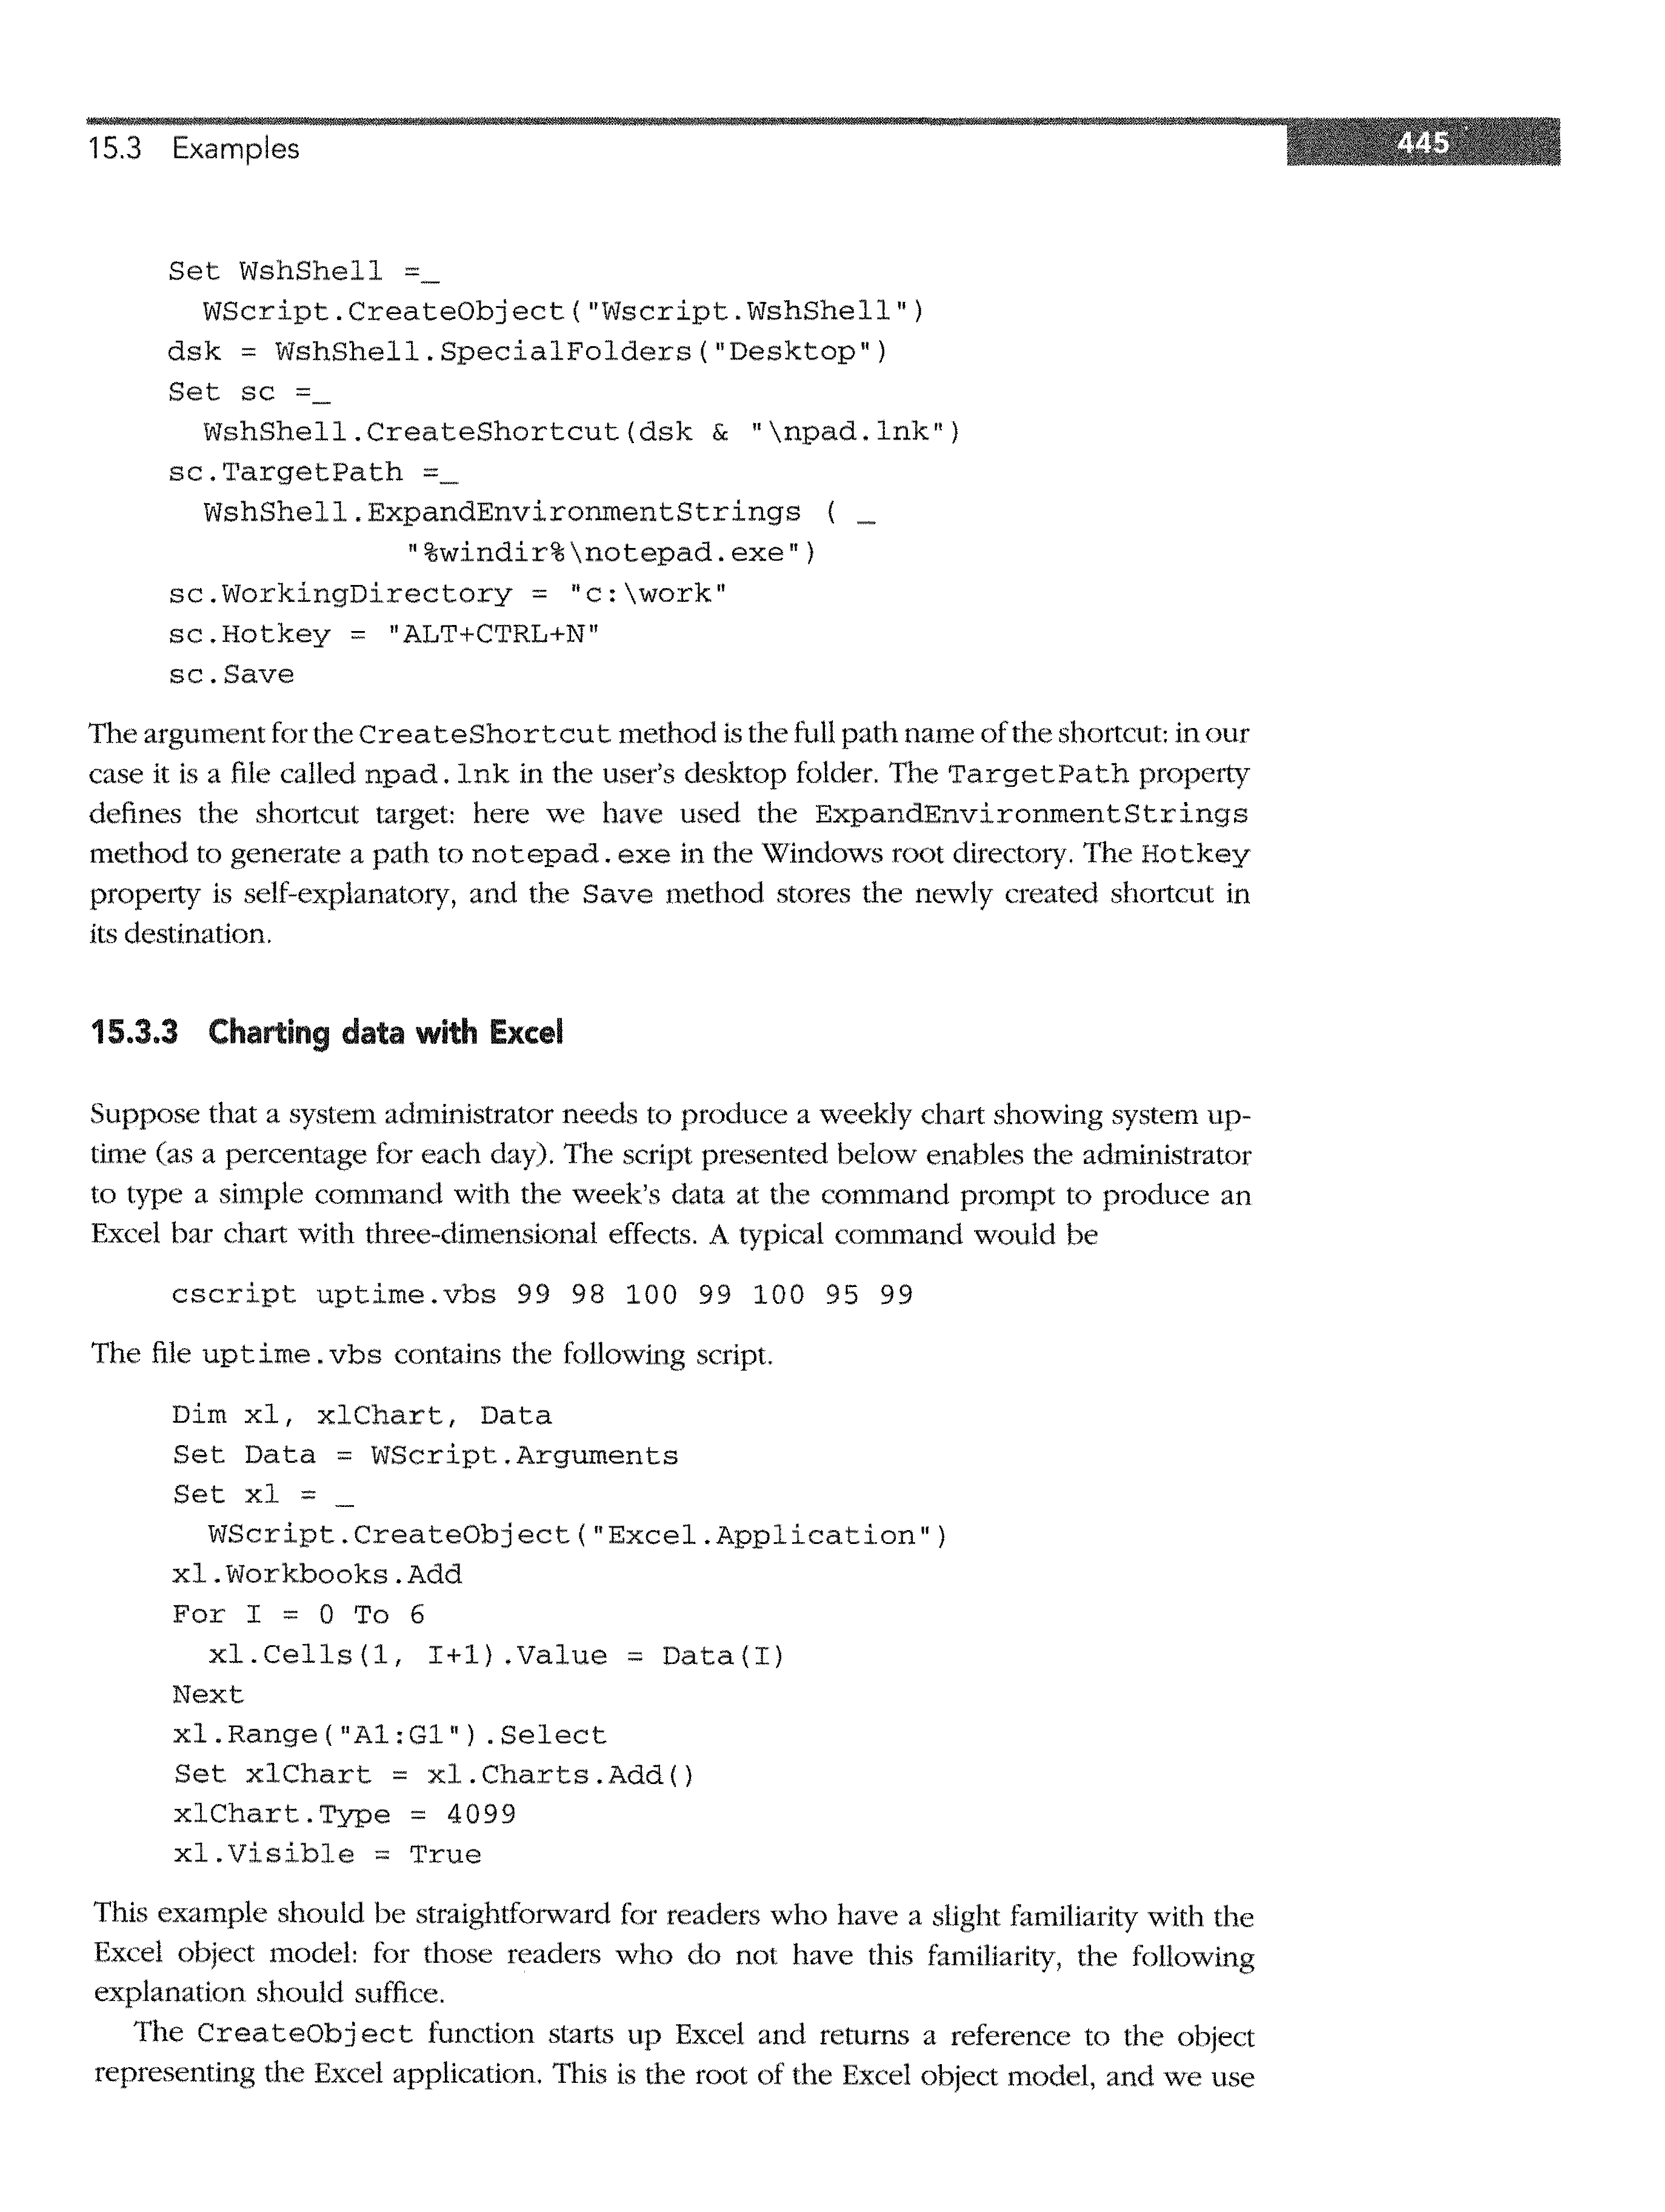 15.3 Examples
445
Set WshShell =_
WScript.CreateObject("Wscript.WshShell")
dsk = WshShell.SpecialFolders("Desktop")
Set sc =_
WshShell.CreateShortcut(dsk & "\npad.lnk")
sc.TargetPath =_
WshShell.ExpandEnvironmentStrings ( _
"%windir%\notepad.exe")
sc.WorkingDirectory = "c:\work"
sc.Hotkey = "ALT+CTRL+N"
sc.Save
The argument for the CreateShortcut method is the full path name of the shortcut: in our
case it is a file called npad.lnk in the user's desktop folder. The TargetPath property
defines the shortcut target: here we have used the ExpandEnvironmentStrings
method to generate a path to notepad.exe in the Windows root directory. The Hotkey
property is self-explanatory, and the Save method stores the newly created shortcut in
its destination.
15.3.3 Charting data with Excel
Suppose that a system administrator needs to produce a weekly chart showing system up-
time (as a percentage for each day). The script presented below enables the administrator
to type a simple command with the week's data at the command prompt to produce an
Excel bar chart with three-dimensional effects. A typical command would be
cscript uptime.vbs 99 98 100 99 100 95 99
The file uptime.vbs contains the following script.
Dim xl, xlChart, Data
Set Data = WScript.Arguments
Set xl = _
WScript.CreateObject("Excel.Application")
xl.Workbooks.Add
For I = 0 To 6
xl.Cells(1, I+1).Value = Data(I)
Next
xl.Range("A1:G1").Select
Set xlChart = xl.Charts.Add()
xlChart.Type = 4099
xl.Visible = True
This example should be straightforward for readers who have a slight familiarity with the
Excel object model: for those readers who do not have this familiarity, the following
explanation should suffice.
The CreateObject function starts up Excel and returns a reference to the object
representing the Excel application. This is the root of the Excel object model, and we use